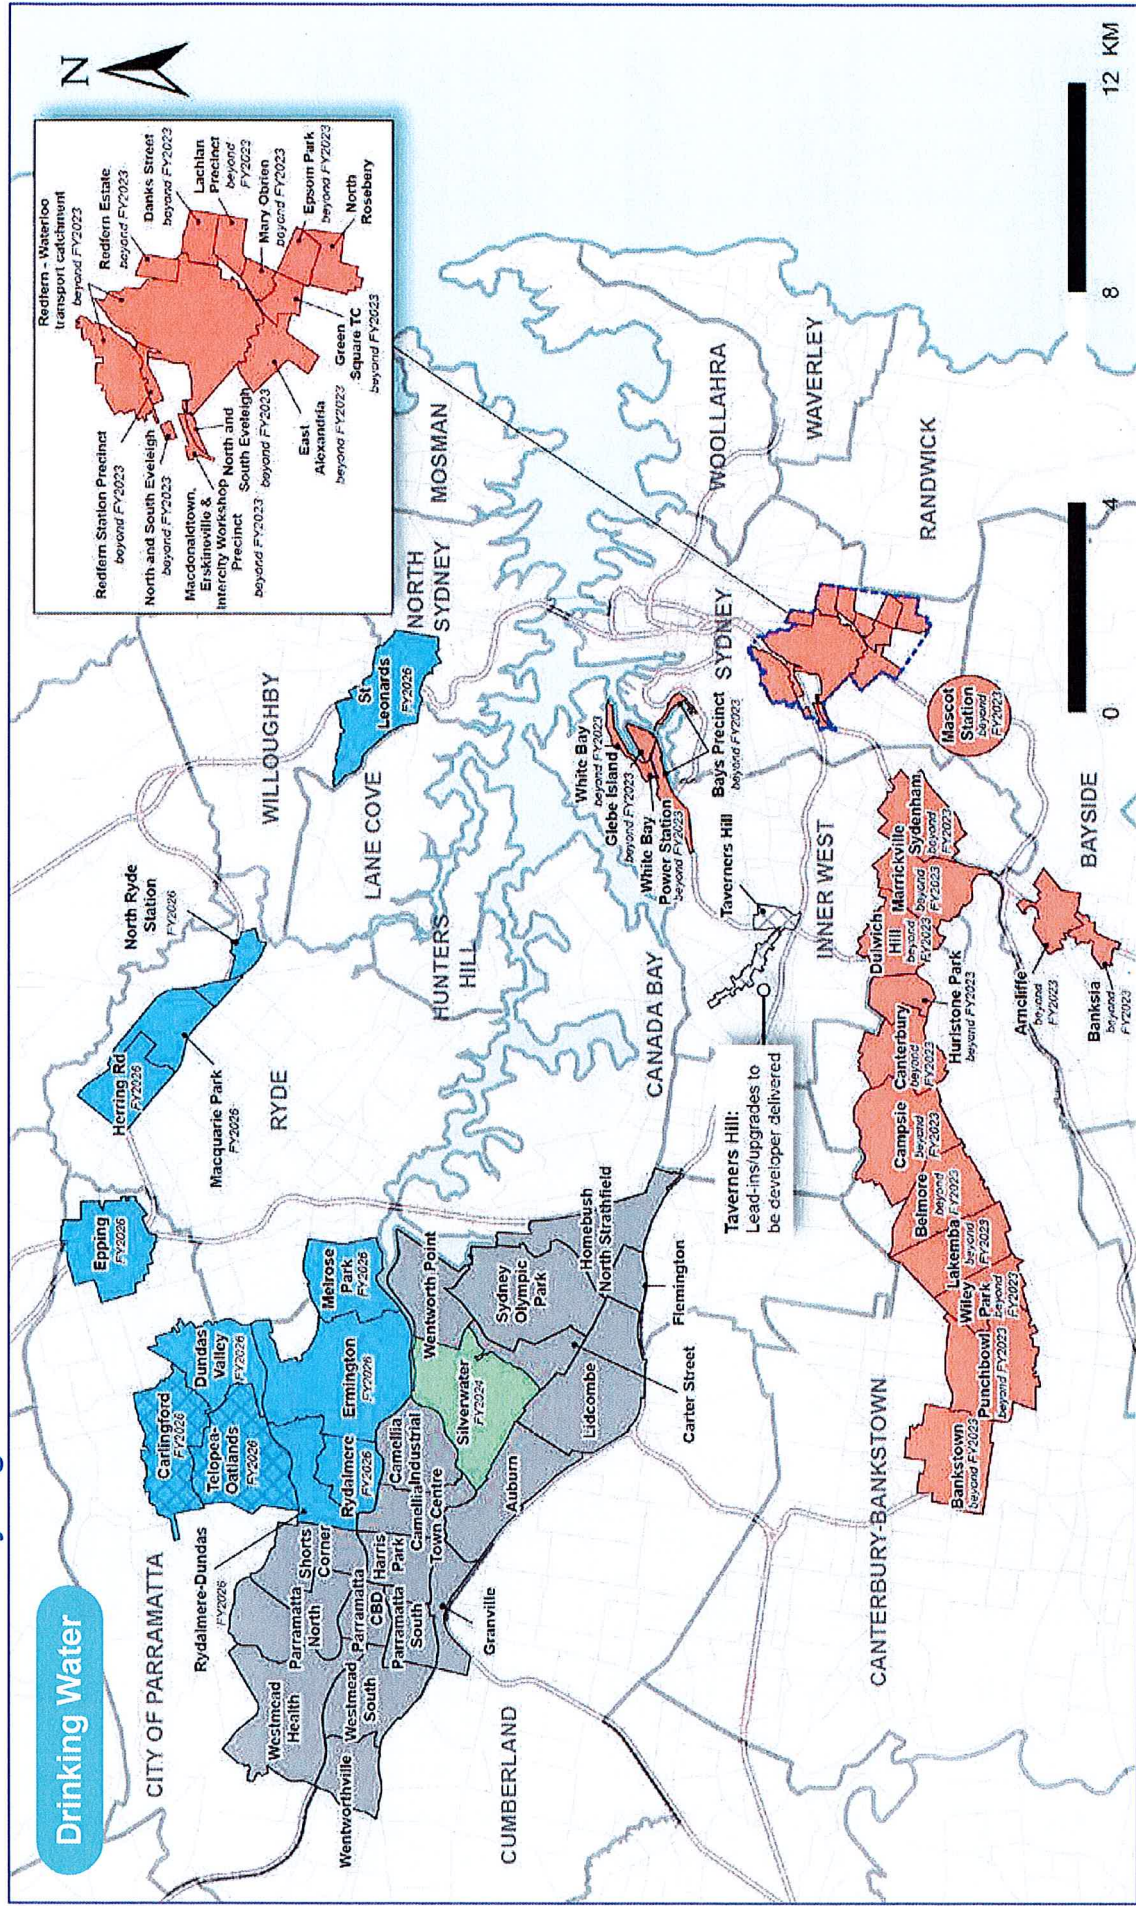 Drinking Water
N
Redfern - Waterloo
transport catchment
beyond FY2023
Redfern Estate
beyond FY2023
Danks Street
beyond FY2023
Lachlan
Precinct
beyond
FY2023
Mary Obrien
beyond FY2023
Epsom Park
beyond FY2023
North
Rosebery
Green
Square TC
beyond FY2023
East
Alexandria
beyond FY2023
Redfern Station Precinct
beyond FY2023
North and South Eveleigh
beyond FY2023
Macdonaldtown,
Erskineville &
Intercity Workshop
Precinct
beyond FY2023
North and
South Eveleigh
beyond FY2023
CITY OF PARRAMATTA
Carlingford
FY2026
Dundas
Valley
FY2026
Telopea-
Oatlands
FY2026
Rydalmere-Dundas
FY2026
Rydalmere
FY2026
Ermington
FY2026
Melrose
Park
FY2026
Epping
FY2026
Herring Rd
FY2026
Macquarie Park
FY2026
North Ryde
Station
FY2026
RYDE
WILLOUGHBY
LANE COVE
HUNTERS
HILL
St
Leonards
FY2026
NORTH
SYDNEY
MOSMAN
Westmead
Health
Parramatta
North
Shorts
Corner
Wentworthville
Westmead
South
Parramatta
CBD
Harris
Park
Parramatta
South
Camellia
Industrial
Camellia
Town Centre
Granville
Silverwater
FY2024
Auburn
Wentworth Point
Sydney
Olympic
Park
Lidcombe
Carter Street
Homebush
North Strathfield
Flemington
CUMBERLAND
CANADA BAY
White Bay
beyond FY2023
Glebe Island
beyond FY2023
White Bay
Power Station
beyond FY2023
Bays Precinct
beyond FY2023
Taverners Hill
Taverners Hill:
Lead-ins/upgrades to
be developer delivered
SYDNEY
WOOLLAHRA
WAVERLEY
RANDWICK
INNER WEST
Mascot
Station
beyond
FY2023
BAYSIDE
CANTERBURY-BANKSTOWN
Bankstown
beyond FY2023
Punchbowl
beyond FY2023
Wiley
Park
beyond
FY2023
Lakemba
beyond
FY2023
Belmore
beyond
FY2023
Campsie
beyond
FY2023
Canterbury
beyond
FY2023
Hurlstone Park
beyond FY2023
Dulwich
Hill
beyond
FY2023
Marrickville
beyond
FY2023
Sydenham
beyond
FY2023
Arncliffe
beyond
FY2023
Banksia
beyond
FY2023
0 4 8 12 KM